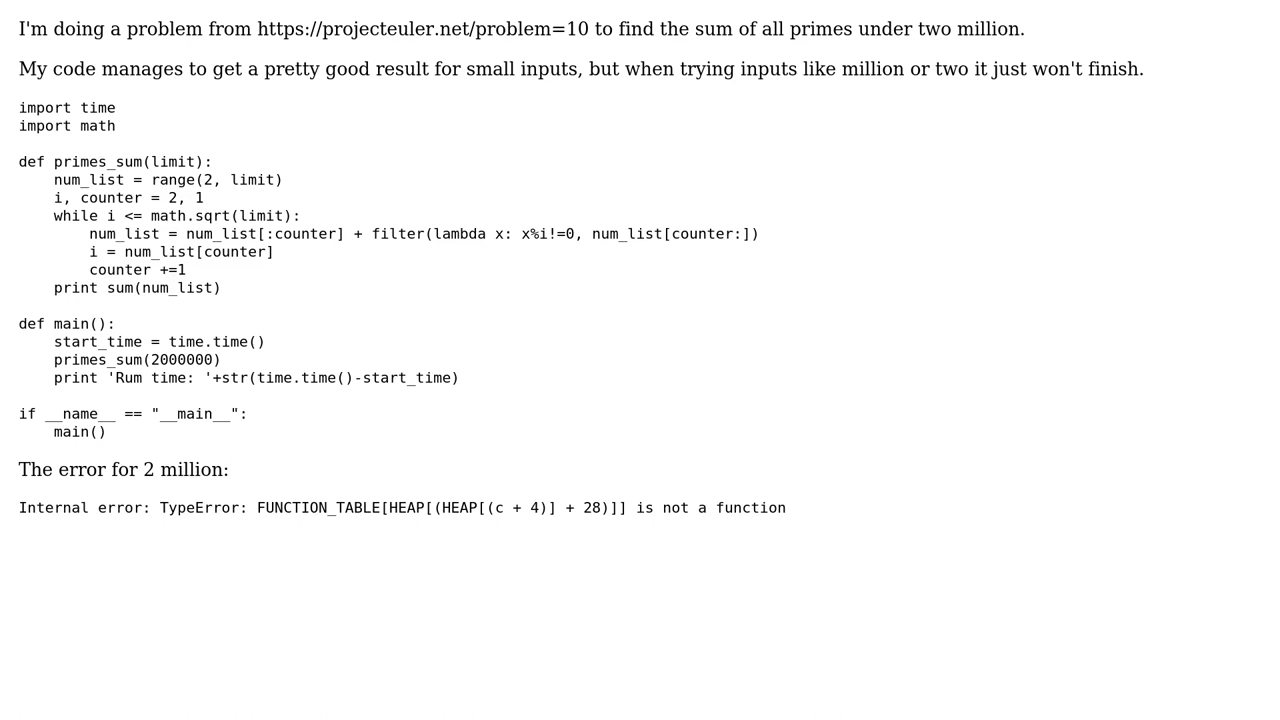 I'm doing a problem from https://projecteuler.net/problem=10 to find the sum of all primes under two million.
My code manages to get a pretty good result for small inputs, but when trying inputs like million or two it just won't finish.
import time
import math
def primes_sum(limit):
    num_list = range(2, limit)
    i, counter = 2, 1
    while i <= math.sqrt(limit):
        num_list = num_list[:counter] + filter(lambda x: x%i!=0, num_list[counter:])
        i = num_list[counter]
        counter +=1
    print sum(num_list)
def main():
    start_time = time.time()
    primes_sum(2000000)
    print 'Rum time: '+str(time.time()-start_time)
if __name__ == "__main__":
    main()
The error for 2 million:
Internal error: TypeError: FUNCTION_TABLE[HEAP[(HEAP[(c + 4)] + 28)]] is not a function